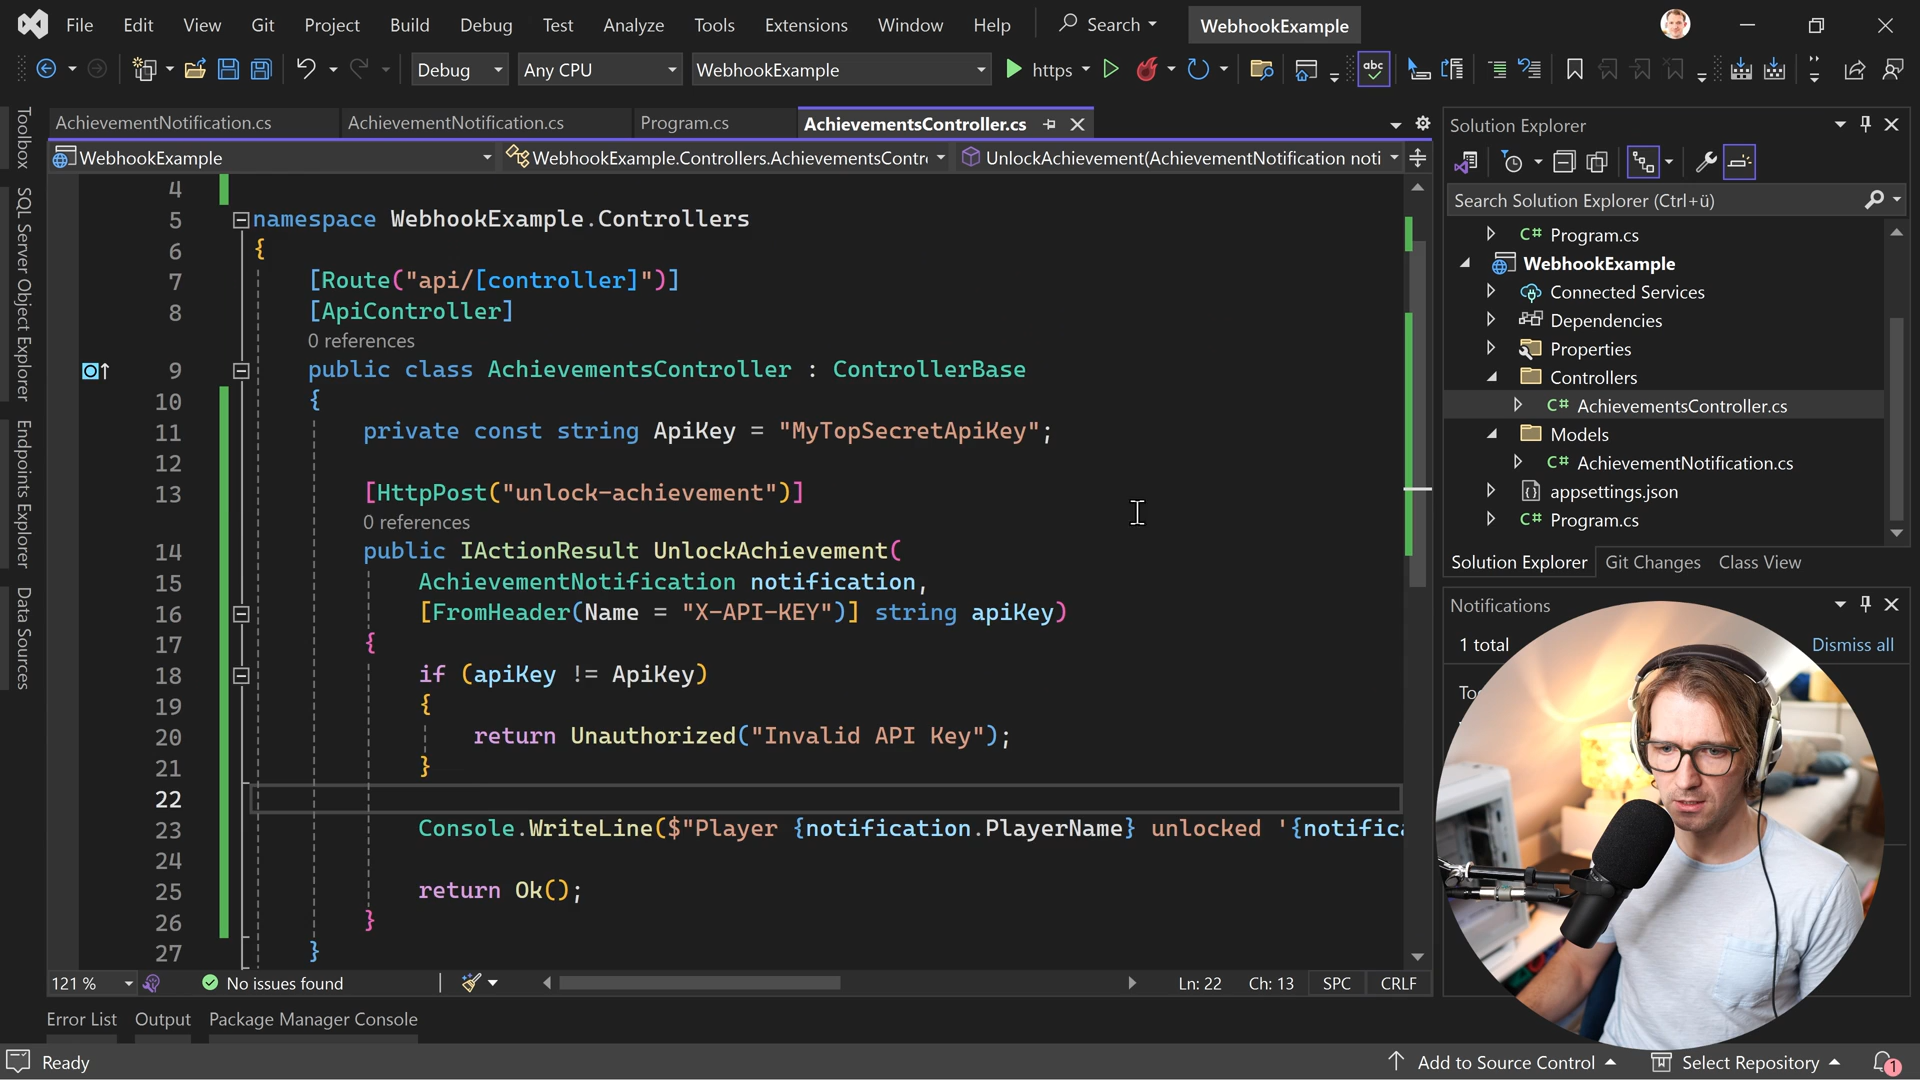 File Edit View Git Project Build Debug Test Analyze Tools Extensions Window Help Search WebhookExample
Debug Any CPU WebhookExample https abc
AchievementNotification.cs AchievementNotification.cs Program.cs AchievementsController.cs
WebhookExample WebhookExample.Controllers.AchievementsContr UnlockAchievement(AchievementNotification noti
Toolbox
SQL Server Object Explorer
Endpoints Explorer
Data Sources
4
5 namespace WebhookExample.Controllers
6 {
7 [Route("api/[controller]")]
8 [ApiController]
0 references
9 public class AchievementsController : ControllerBase
10 {
11 private const string ApiKey = "MyTopSecretApiKey";
12
13 [HttpPost("unlock-achievement")]
0 references
14 public IActionResult UnlockAchievement(
15 AchievementNotification notification,
16 [FromHeader(Name = "X-API-KEY")] string apiKey)
17 {
18 if (apiKey != ApiKey)
19 {
20 return Unauthorized("Invalid API Key");
21 }
22
23 Console.WriteLine($"Player {notification.PlayerName} unlocked '{notifica
24
25 return Ok();
26 }
27 }
121 % No issues found Ln: 22 Ch: 13 SPC CRLF
Error List Output Package Manager Console
Ready Add to Source Control Select Repository 1
Solution Explorer
Search Solution Explorer (Ctrl+ü)
C# Program.cs
WebhookExample
Connected Services
Dependencies
Properties
Controllers
C# AchievementsController.cs
Models
C# AchievementNotification.cs
appsettings.json
C# Program.cs
Solution Explorer Git Changes Class View
Notifications
1 total Dismiss all